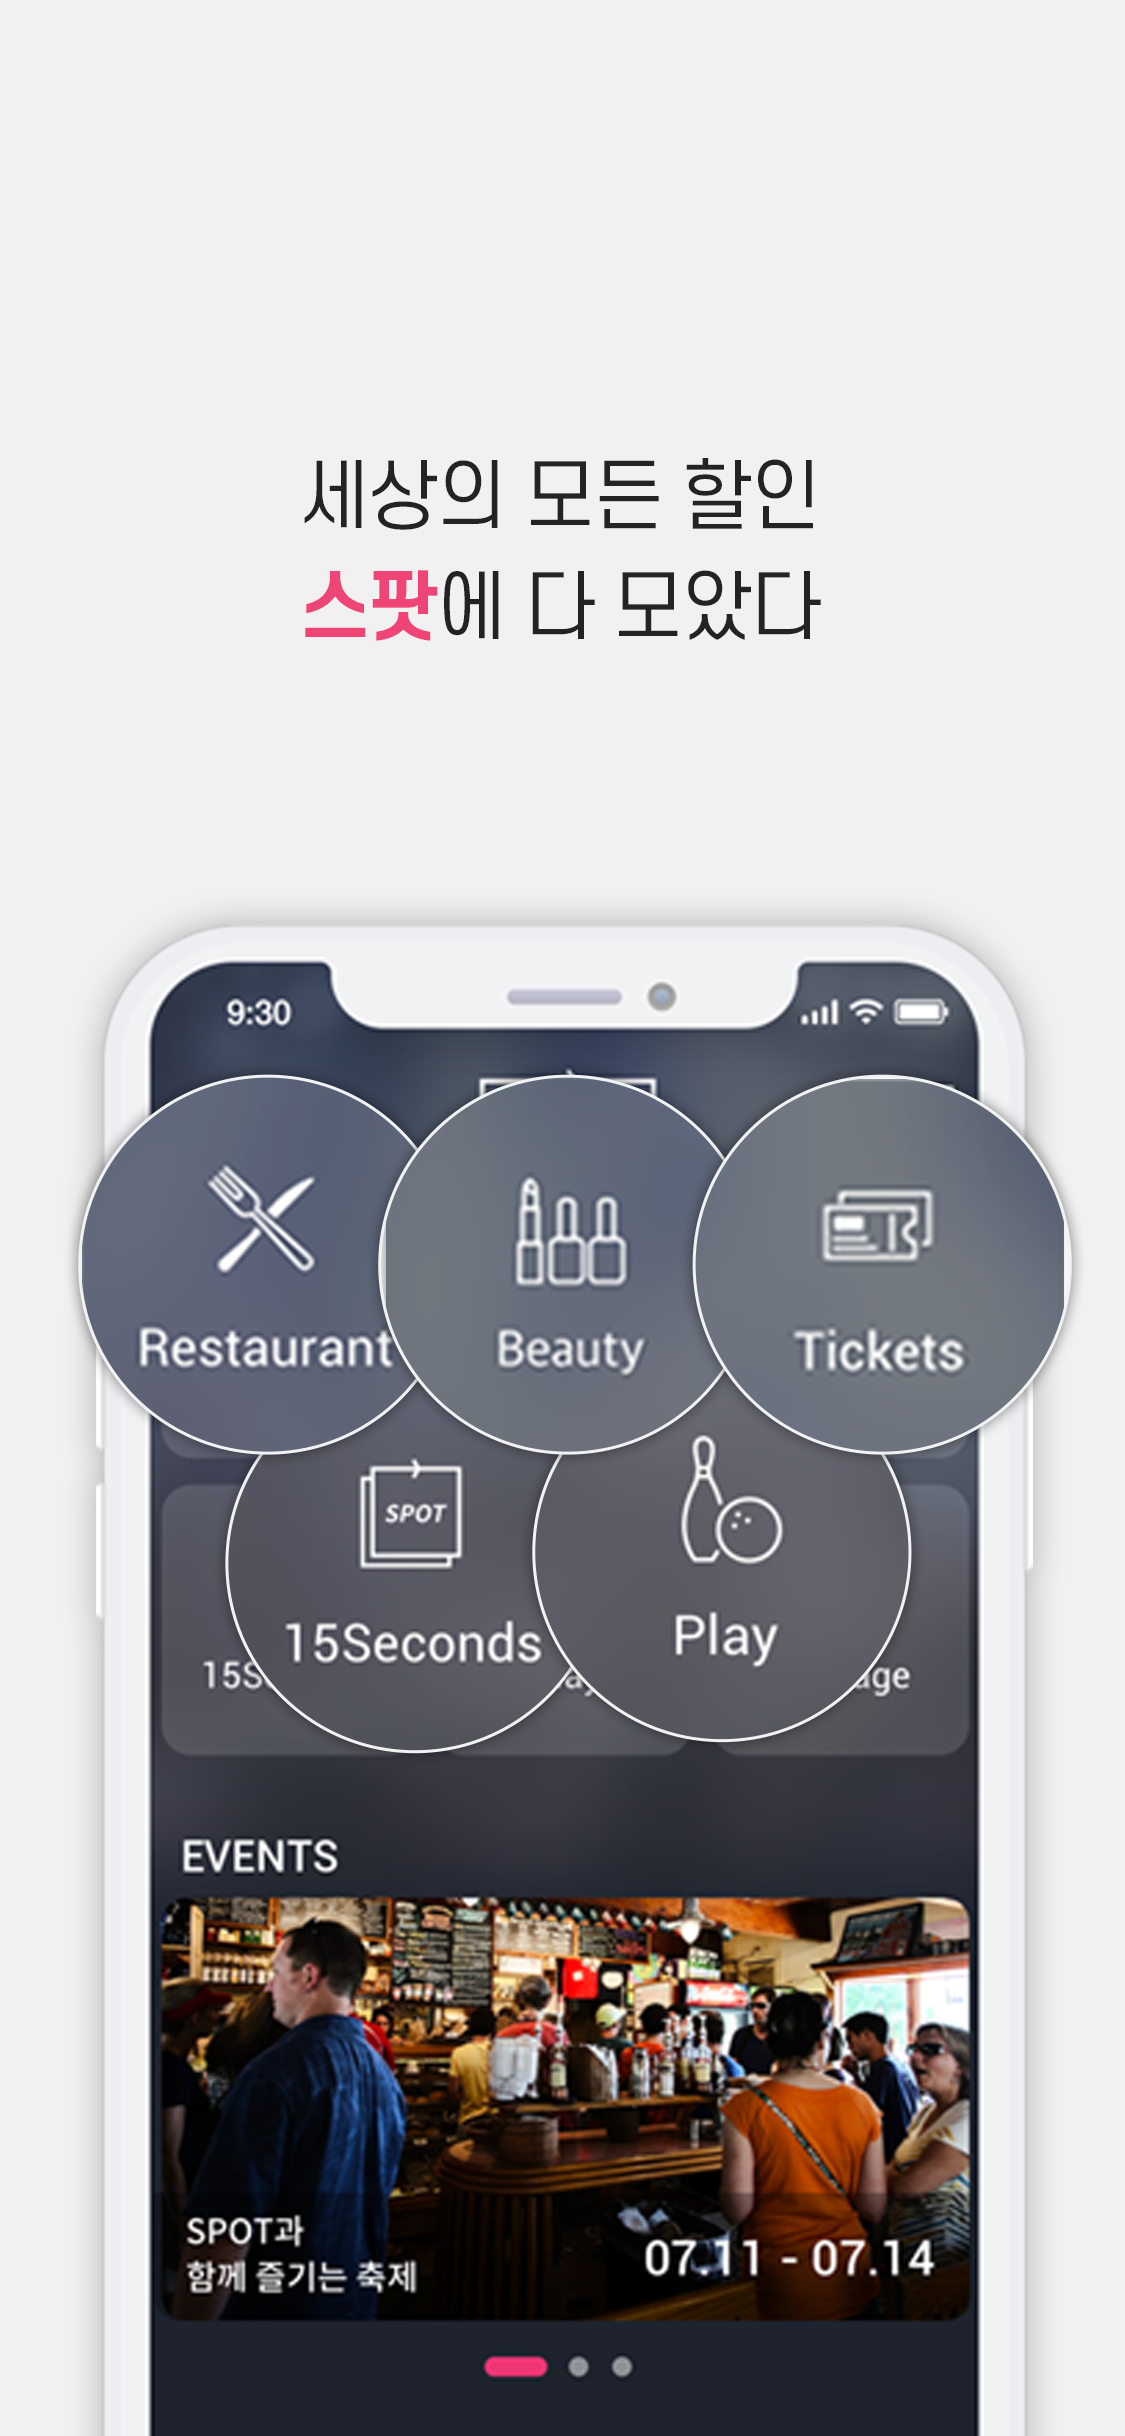 세상의 모든 할인
스팟에 다 모았다
9:30
Restaurant
Beauty
Tickets
SPOT
15Seconds
Play
EVENTS
SPOT과
함께 즐기는 축제
07.11 - 07.14